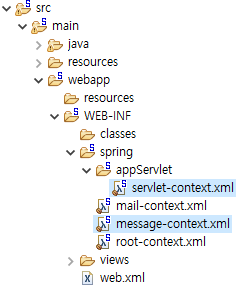 src
main
java
resources
webapp
resources
WEB-INF
classes
spring
appServlet
servlet-context.xml
mail-context.xml
message-context.xml
root-context.xml
views
web.xml